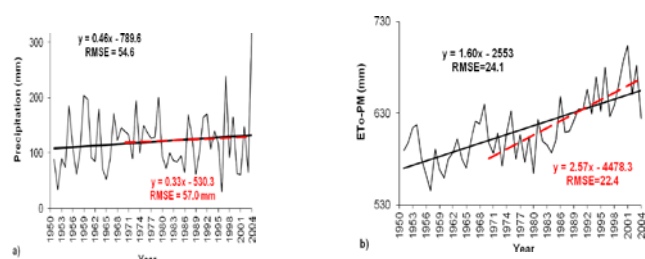 y = 0.46x - 789.6
RMSE = 54.6
Precipitation (mm)
300
200
100
0
y = 0.33x - 530.3
RMSE = 57.0 mm
1950 1953 1956 1959 1962 1965 1968 1971 1974 1977 1980 1983 1986 1989 1992 1995 1998 2001 2004
a)
Year
730
630
530
ETo-PM (mm)
y = 1.60x - 2553
RMSE=24.1
y = 2.57x - 4478.3
RMSE=22.4
1950 1953 1956 1959 1962 1965 1968 1971 1974 1977 1980 1983 1986 1989 1992 1995 1998 2001 2004
b)
Year